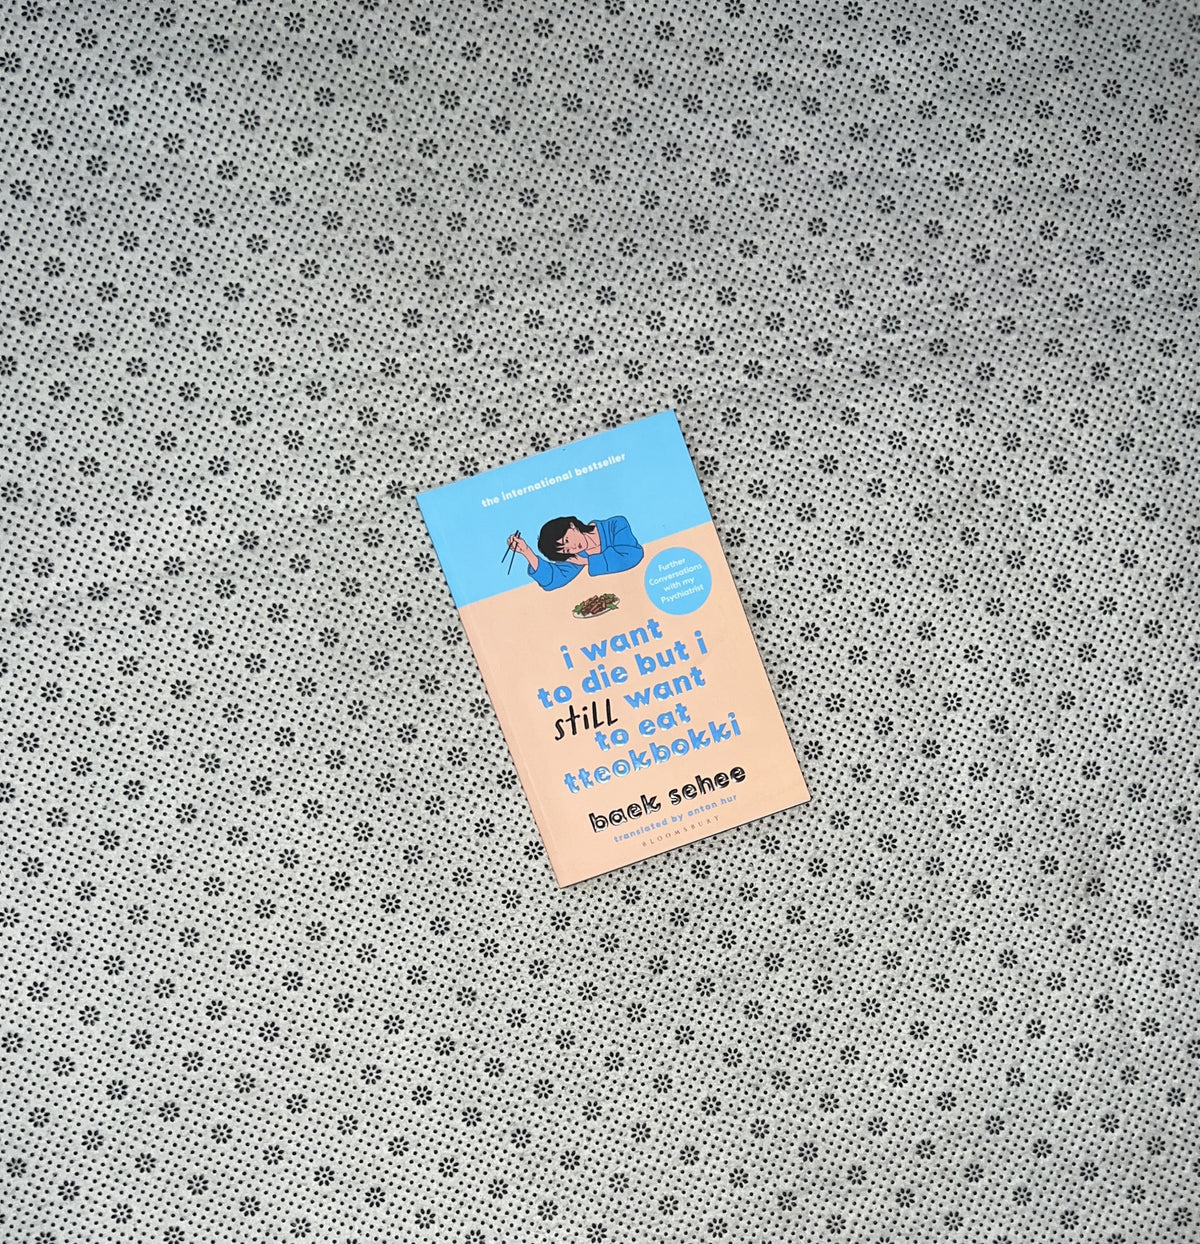 the international bestseller
Further
Conversations
with my
Psychiatrist
i want
to die but i
still want
to eat
tteokbokki
baek sehee
translated by anton hur
BLOOMSBURY